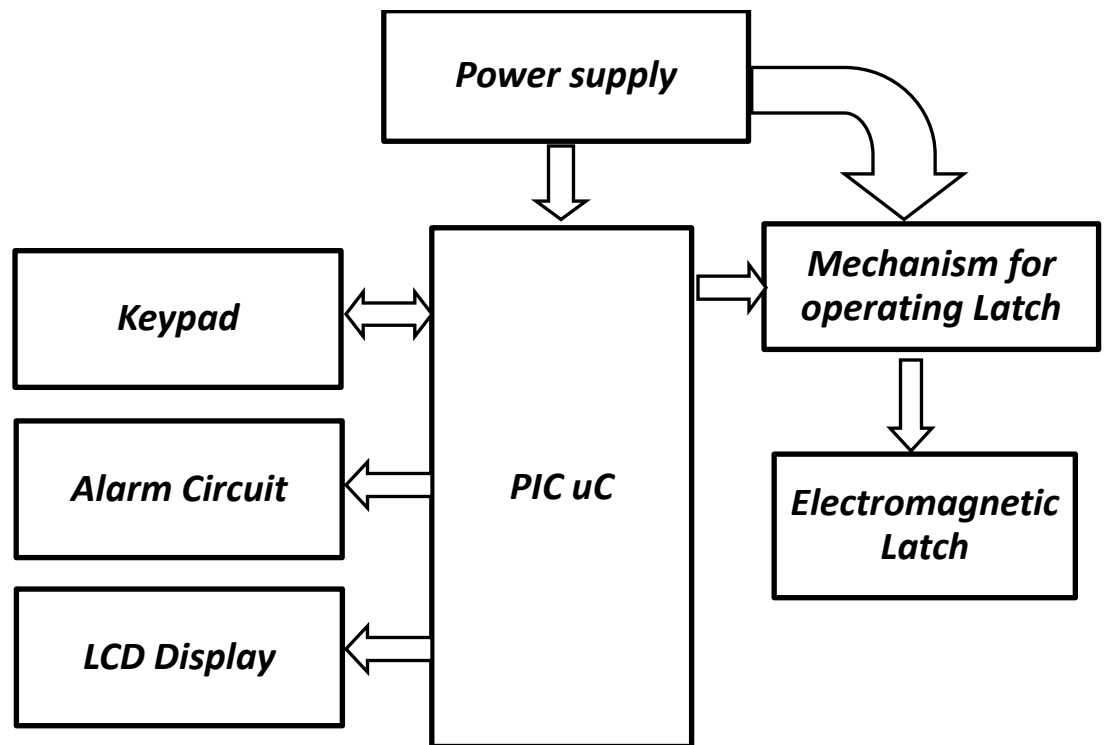 Power supply
Keypad
Mechanism for
operating Latch
Alarm Circuit
PIC uC
Electromagnetic
Latch
LCD Display